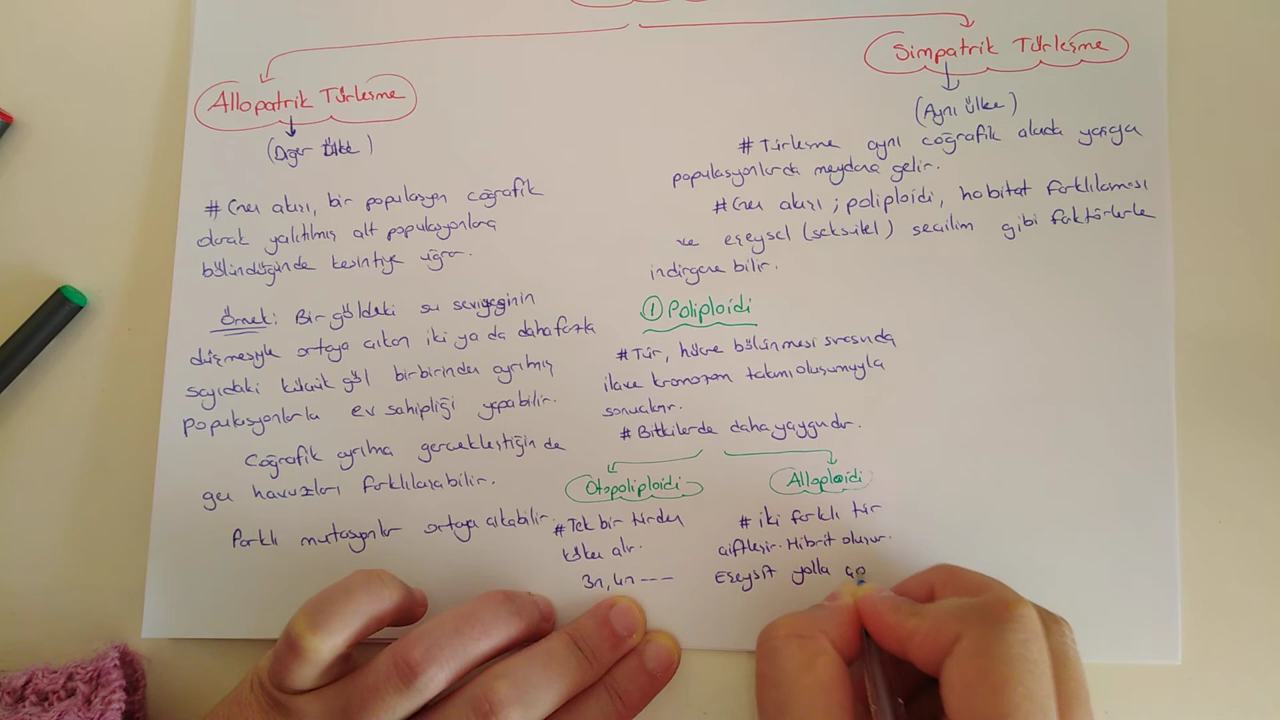 Allopatrik Türleşme
(Diğer ülke)
# Gen akışı, bir populasyon coğrafik
olarak yalıtılmış alt populasyonlara
bölündüğünde kesintiye uğrar.
Örnek: Bir göldeki su seviyesinin
düşmesiyle ortaya çıkan iki ya da daha fazla
sayıdaki küçük göl birbirinden ayrılmış
populasyonlarla ev sahipliği yapabilir.
Coğrafik ayrılma gerçekleştiğinde
gen havuzları farklılaşabilir.
Farklı mutasyonlar ortaya çıkabilir.
Simpatrik Türleşme
(Aynı ülke)
# Türleşme aynı coğrafik alanda yaşayan
populasyonlarda meydana gelir.
# Gen akışı; poliploidi, habitat farklılaşması
ve eşeysel (seksüel) seçilim gibi faktörlerle
indirgenebilir.
① Poliploidi
# Tür, hücre bölünmesi sırasında
ilave kromozom takımı oluşumuyla
sonuçlanır.
# Bitkilerde daha yaygındır.
Otopoliploidi
# Tek bir türden
köken alır.
3n, 4n ---
Alloploidi
# iki farklı tür
çiftleşir. Hibrit oluşur.
Eşeysiz yolla ço